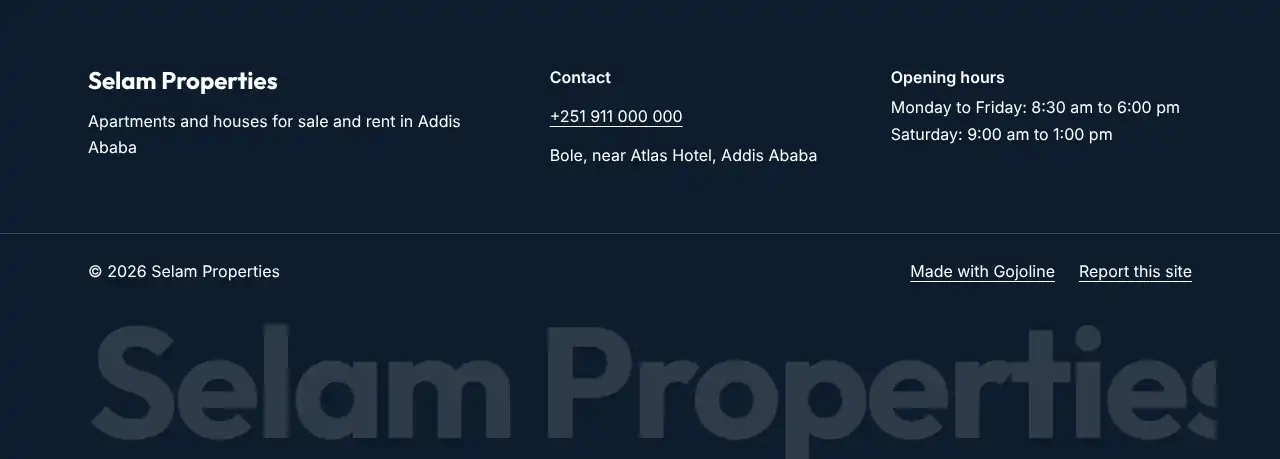 Selam Properties
Apartments and houses for sale and rent in Addis
Ababa
Contact
+251 911 000 000
Bole, near Atlas Hotel, Addis Ababa
Opening hours
Monday to Friday: 8:30 am to 6:00 pm
Saturday: 9:00 am to 1:00 pm
© 2026 Selam Properties
Made with Gojoline
Report this site
Selam Properties